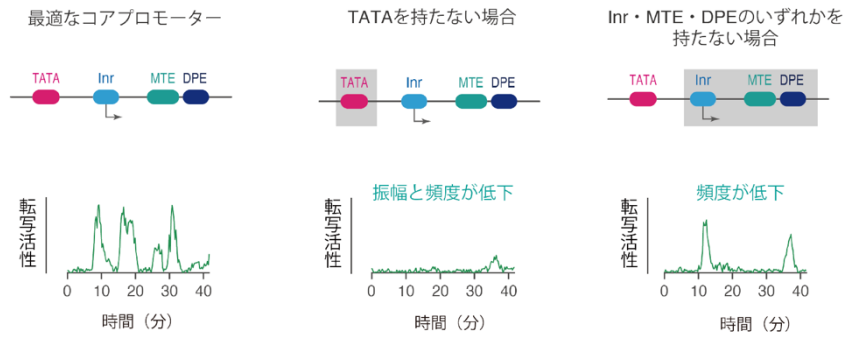 最適なコアプロモーター
TATAを持たない場合
Inr・MTE・DPEのいずれかを
持たない場合
TATA Inr MTE DPE
TATA Inr MTE DPE
TATA Inr MTE DPE
転写活性
0 10 20 30 40
時間（分）
振幅と頻度が低下
転写活性
0 10 20 30 40
時間（分）
頻度が低下
転写活性
0 10 20 30 40
時間（分）